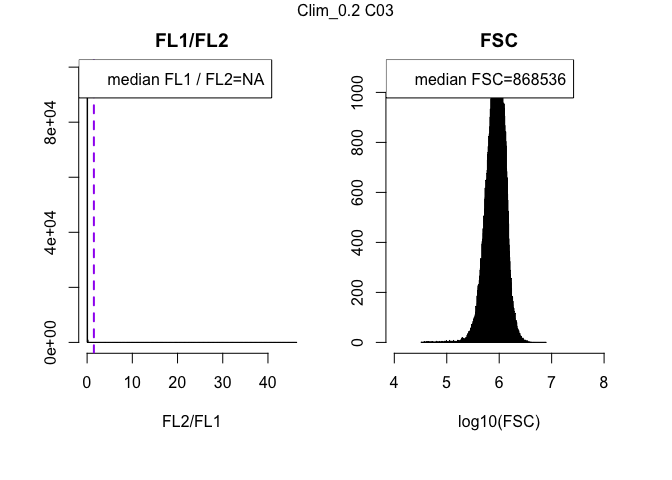 Clim_0.2 C03
FL1/FL2
median FL1 / FL2=NA
0e+00
4e+04
8e+04
0
10
20
30
40
FL2/FL1
FSC
median FSC=868536
0
200
400
600
800
1000
4
5
6
7
8
log10(FSC)